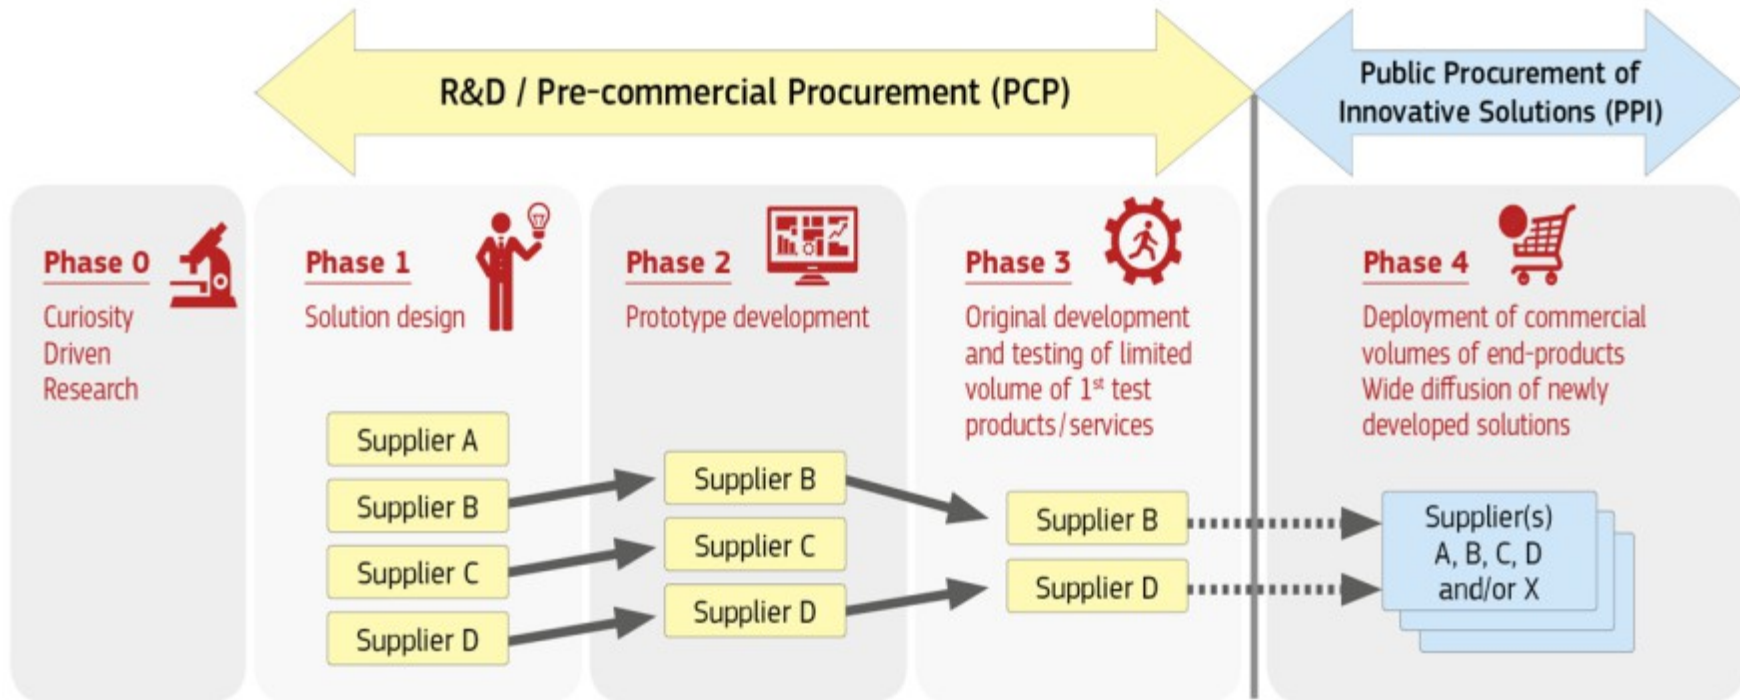 R&D / Pre-commercial Procurement (PCP)
Public Procurement of
Innovative Solutions (PPI)
Phase 0
Curiosity
Driven
Research
Phase 1
Solution design
Supplier A
Supplier B
Supplier C
Supplier D
Phase 2
Prototype development
Supplier B
Supplier C
Supplier D
Phase 3
Original development
and testing of limited
volume of 1st test
products/services
Supplier B
Supplier D
Phase 4
Deployment of commercial
volumes of end-products
Wide diffusion of newly
developed solutions
Supplier(s)
A, B, C, D
and/or X